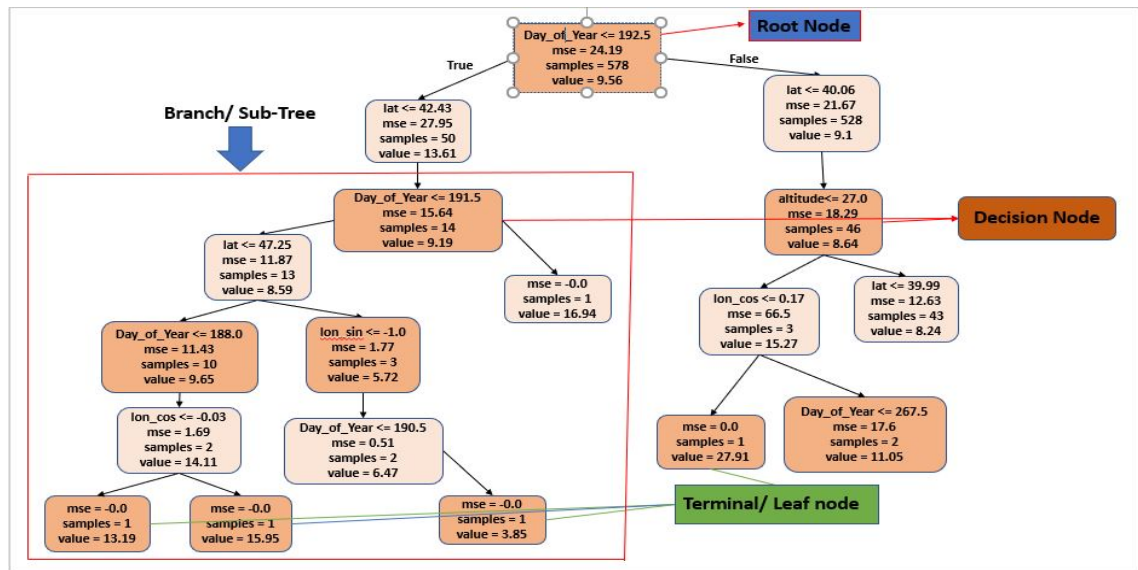 Day_of_Year <= 192.5
mse = 24.19
samples = 578
value = 9.56
Root Node
True
False
lat <= 42.43
mse = 27.95
samples = 50
value = 13.61
lat <= 40.06
mse = 21.67
samples = 528
value = 9.1
Branch/ Sub-Tree
Day_of_Year <= 191.5
mse = 15.64
samples = 14
value = 9.19
altitude<= 27.0
mse = 18.29
samples = 46
value = 8.64
Decision Node
lat <= 47.25
mse = 11.87
samples = 13
value = 8.59
mse = -0.0
samples = 1
value = 16.94
lon_cos <= 0.17
mse = 66.5
samples = 3
value = 15.27
lat <= 39.99
mse = 12.63
samples = 43
value = 8.24
Day_of_Year <= 188.0
mse = 11.43
samples = 10
value = 9.65
lon_sin <= -1.0
mse = 1.77
samples = 3
value = 5.72
lon_cos <= -0.03
mse = 1.69
samples = 2
value = 14.11
Day_of_Year <= 190.5
mse = 0.51
samples = 2
value = 6.47
mse = 0.0
samples = 1
value = 27.91
Day_of_Year <= 267.5
mse = 17.6
samples = 2
value = 11.05
mse = -0.0
samples = 1
value = 13.19
mse = -0.0
samples = 1
value = 15.95
mse = -0.0
samples = 1
value = 3.85
Terminal/ Leaf node